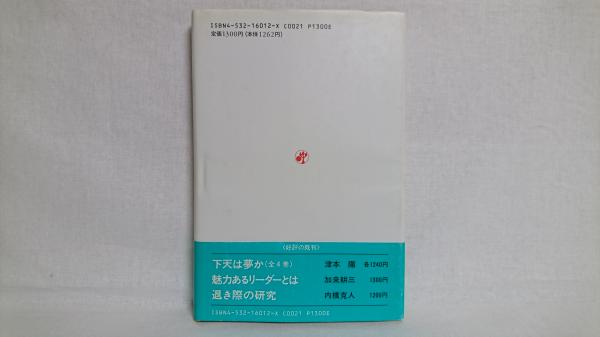 ISBN4-532-16012-X C0021 P1300E
定価1300円(本体1262円)
〈好評の既刊〉
下天は夢か(全4巻) 津本 陽 各1240円
魅力あるリーダーとは 加来耕三 1300円
退き際の研究 内橋克人 1200円
ISBN4-532-16012-X C0021 P1300E